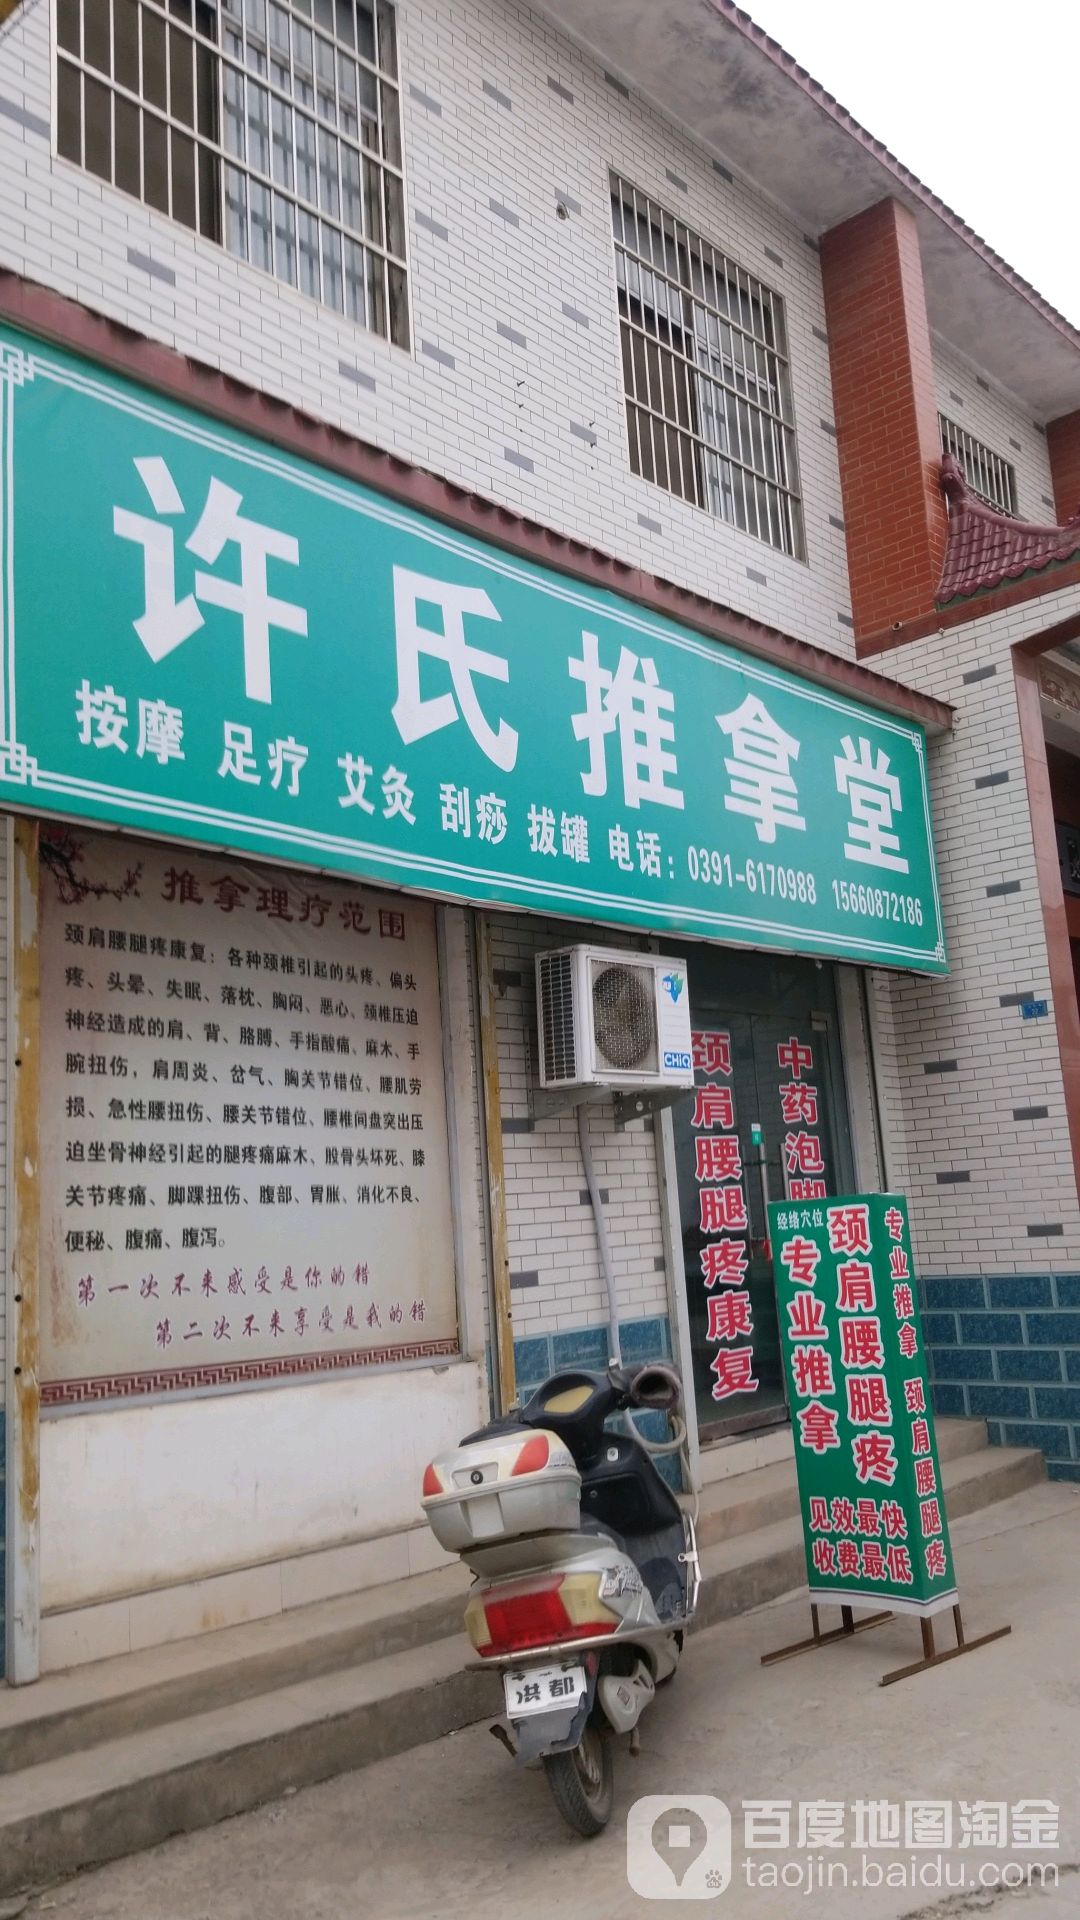 许氏推拿堂
按摩 足疗 艾灸 刮痧 拔罐 电话：0391-6170988 15660872186
推拿理疗范围
颈肩腰腿疼康复：各种颈椎引起的头疼、偏头
疼、头晕、失眠、落枕、胸闷、恶心、颈椎压迫
神经造成的肩、背、胳膊、手指酸痛、麻木、手
腕扭伤，肩周炎、岔气、胸关节错位、腰肌劳
损、急性腰扭伤、腰关节错位、腰椎间盘突出压
迫坐骨神经引起的腿疼痛麻木、股骨头坏死、膝
关节疼痛、脚踝扭伤、腹部、胃胀、消化不良、
便秘、腹痛、腹泻。
第一次不来感受是你的错
第二次不来享受是我的错
CHiQ
颈肩腰腿疼康复
中药泡脚
经络穴位
专业推拿
颈肩腰腿疼
见效最快
收费最低
专业推拿 颈肩腰腿疼
洪都
百度地图淘金
taojin.baidu.com